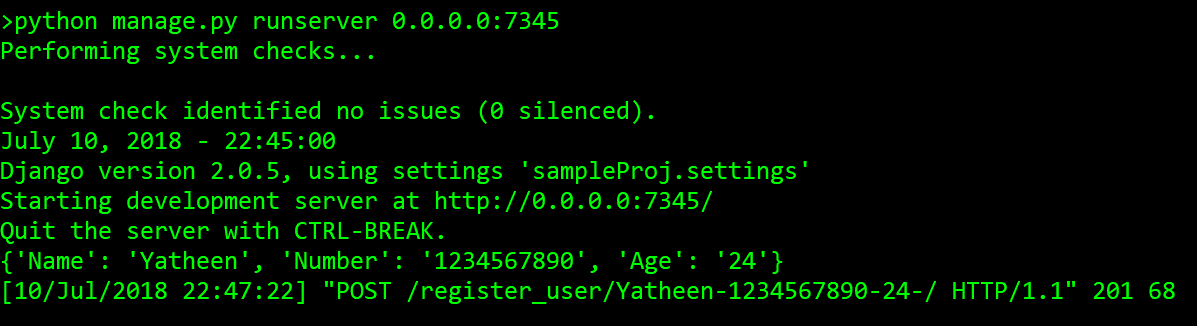 >python manage.py runserver 0.0.0.0:7345
Performing system checks...
System check identified no issues (0 silenced).
July 10, 2018 - 22:45:00
Django version 2.0.5, using settings 'sampleProj.settings'
Starting development server at http://0.0.0.0:7345/
Quit the server with CTRL-BREAK.
{'Name': 'Yatheen', 'Number': '1234567890', 'Age': '24'}
[10/Jul/2018 22:47:22] "POST /register_user/Yatheen-1234567890-24-/ HTTP/1.1" 201 68